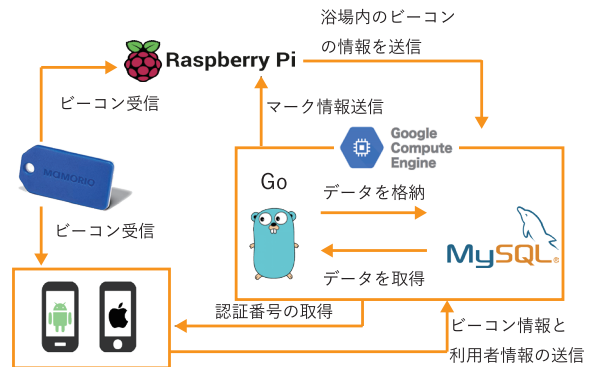 浴場内のビーコン
の情報を送信
Raspberry Pi
ビーコン受信
マーク情報送信
Google
Compute
Engine
MOMORIO
Go
データを格納
ビーコン受信
MySQL®
データを取得
認証番号の取得
ビーコン情報と
利用者情報の送信